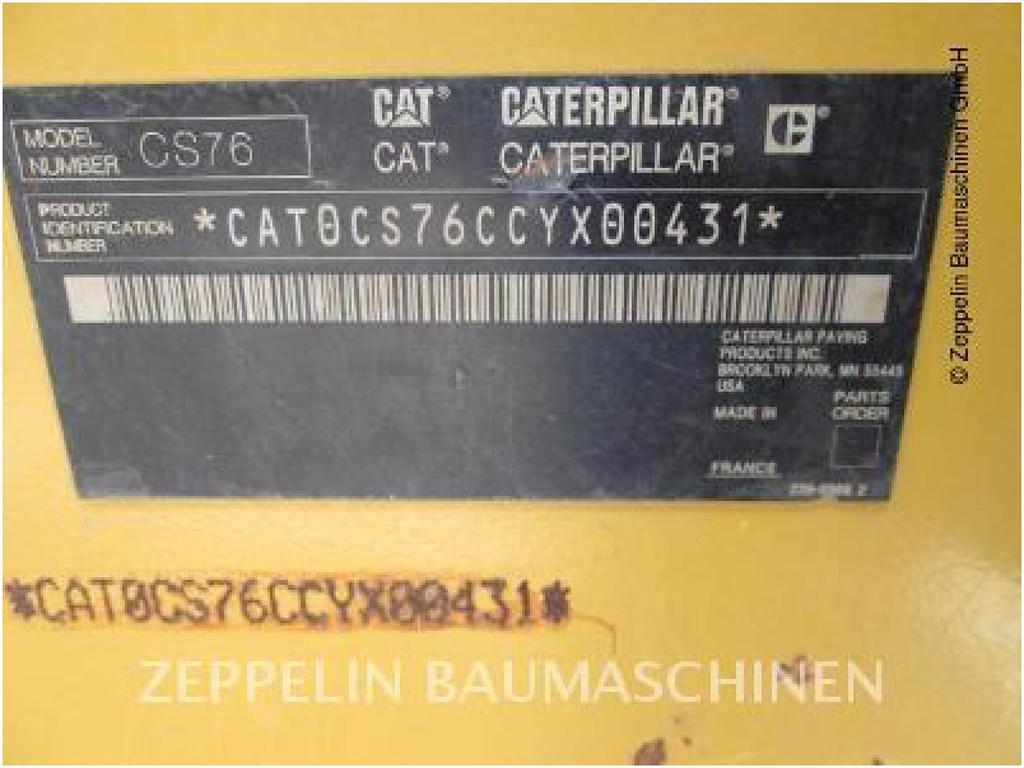 CAT® CATERPILLAR®
CAT® CATERPILLAR®
MODEL
NUMBER CS76
PRODUCT
IDENTIFICATION
NUMBER
*CAT0CS76CCYX00431*
CATERPILLAR PAVING
PRODUCTS INC.
BROOKLYN PARK, MN 55445
USA
MADE IN
PARTS
ORDER
FRANCE
*CAT0CS76CCYX00431*
ZEPPELIN BAUMASCHINEN
© Zeppelin Baumaschinen GmbH